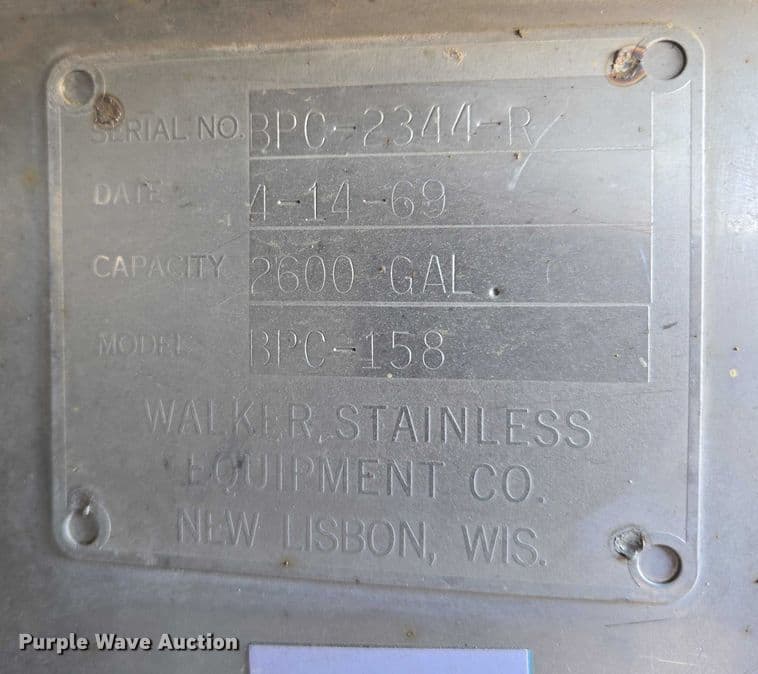 SERIAL NO. BPC-2344-R
DATE 4-14-69
CAPACITY 2600 GAL.
MODEL BPC-158
WALKER STAINLESS
EQUIPMENT CO.
NEW LISBON, WIS.
Purple Wave Auction